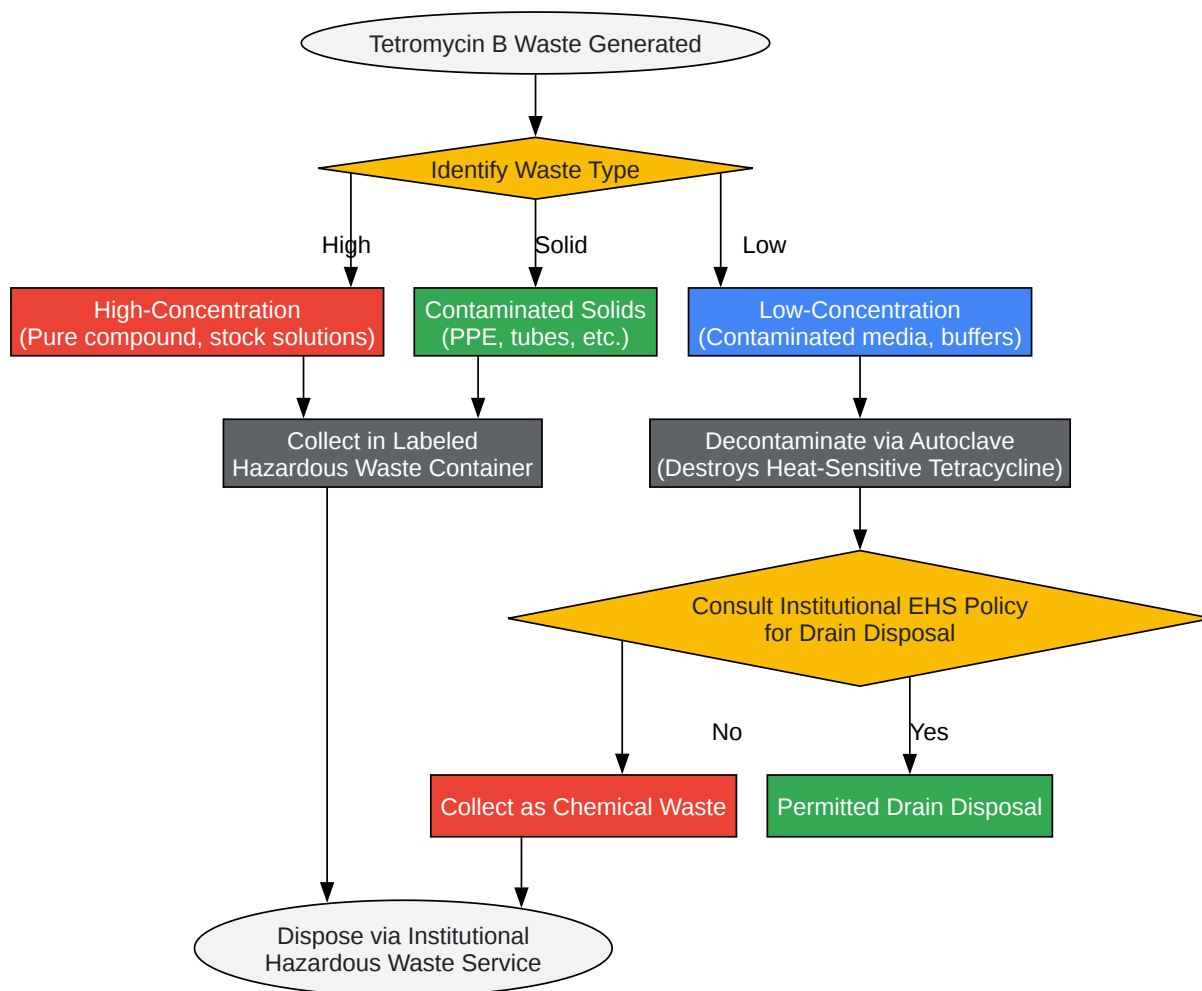 Tetromycin B Waste Generated
Identify Waste Type
High
Solid
Low
High-Concentration
(Pure compound, stock solutions)
Contaminated Solids
(PPE, tubes, etc.)
Low-Concentration
(Contaminated media, buffers)
Collect in Labeled
Hazardous Waste Container
Decontaminate via Autoclave
(Destroys Heat-Sensitive Tetracycline)
Consult Institutional EHS Policy
for Drain Disposal
No
Yes
Collect as Chemical Waste
Permitted Drain Disposal
Dispose via Institutional
Hazardous Waste Service